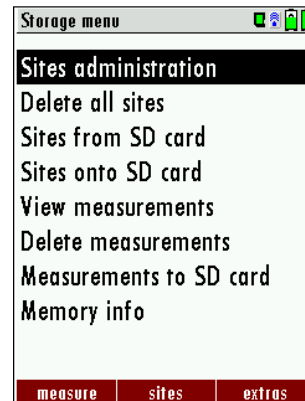 Storage menu
Sites administration
Delete all sites
Sites from SD card
Sites onto SD card
View measurements
Delete measurements
Measurements to SD card
Memory info
measure sites extras